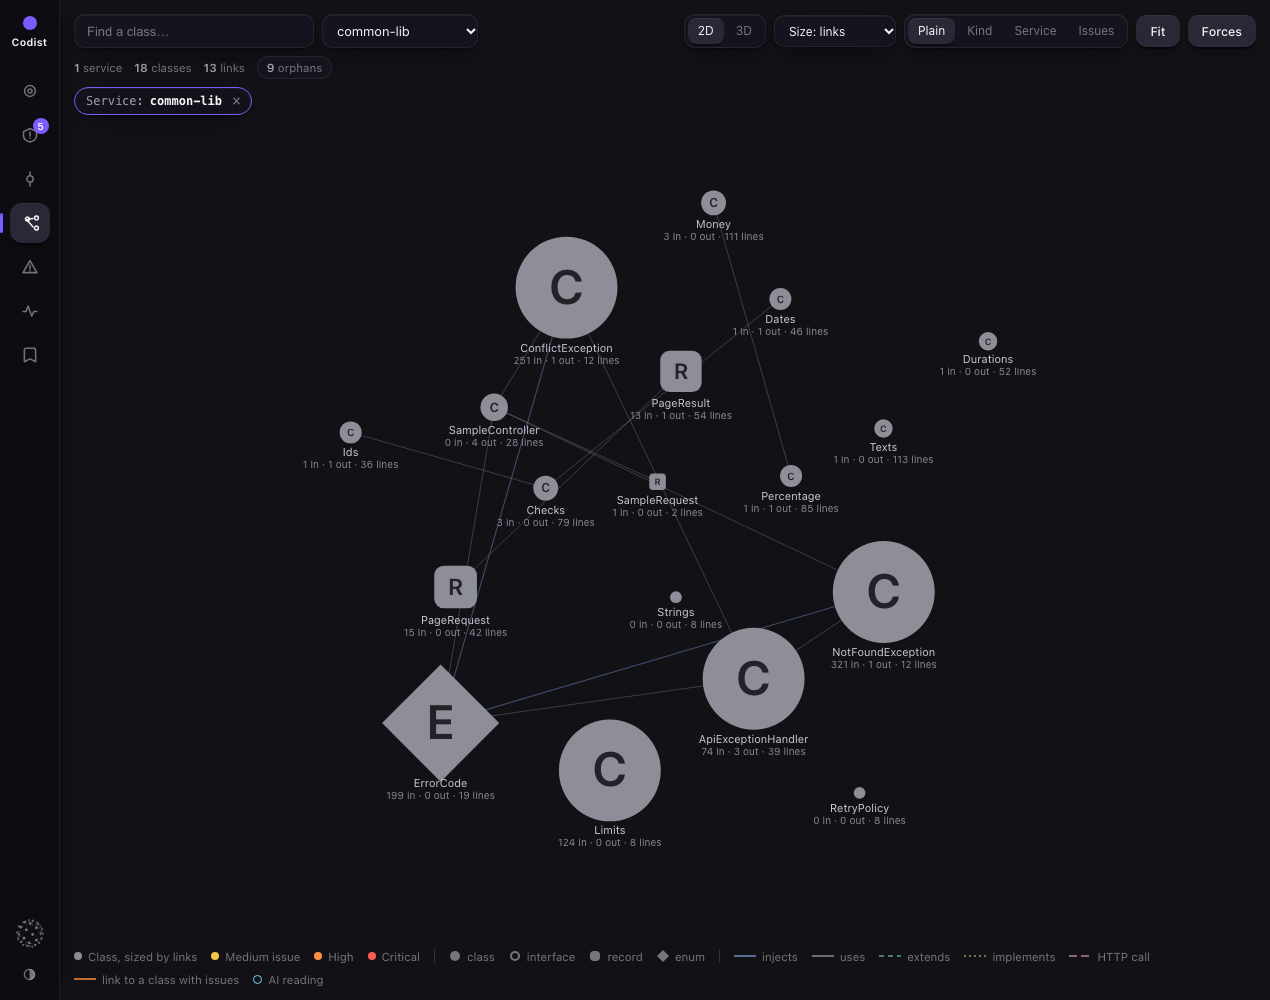 Codist
Find a class...
common-lib
2D
3D
Size: links
Plain
Kind
Service
Issues
Fit
Forces
1 service 18 classes 13 links 9 orphans
Service: common-lib ×
5
C
Money
3 in · 0 out · 111 lines
C
ConflictException
251 in · 1 out · 12 lines
C
Dates
1 in · 1 out · 46 lines
C
Durations
1 in · 0 out · 52 lines
R
PageResult
13 in · 1 out · 54 lines
C
SampleController
0 in · 4 out · 28 lines
C
Ids
1 in · 1 out · 36 lines
C
Texts
1 in · 0 out · 113 lines
C
Checks
3 in · 0 out · 79 lines
R
SampleRequest
1 in · 0 out · 2 lines
C
Percentage
1 in · 1 out · 85 lines
R
PageRequest
15 in · 0 out · 42 lines
Strings
0 in · 0 out · 8 lines
C
NotFoundException
321 in · 1 out · 12 lines
C
ApiExceptionHandler
74 in · 3 out · 39 lines
E
ErrorCode
199 in · 0 out · 19 lines
C
Limits
124 in · 0 out · 8 lines
RetryPolicy
0 in · 0 out · 8 lines
Class, sized by links Medium issue High Critical class interface record enum injects uses extends implements HTTP call
link to a class with issues AI reading